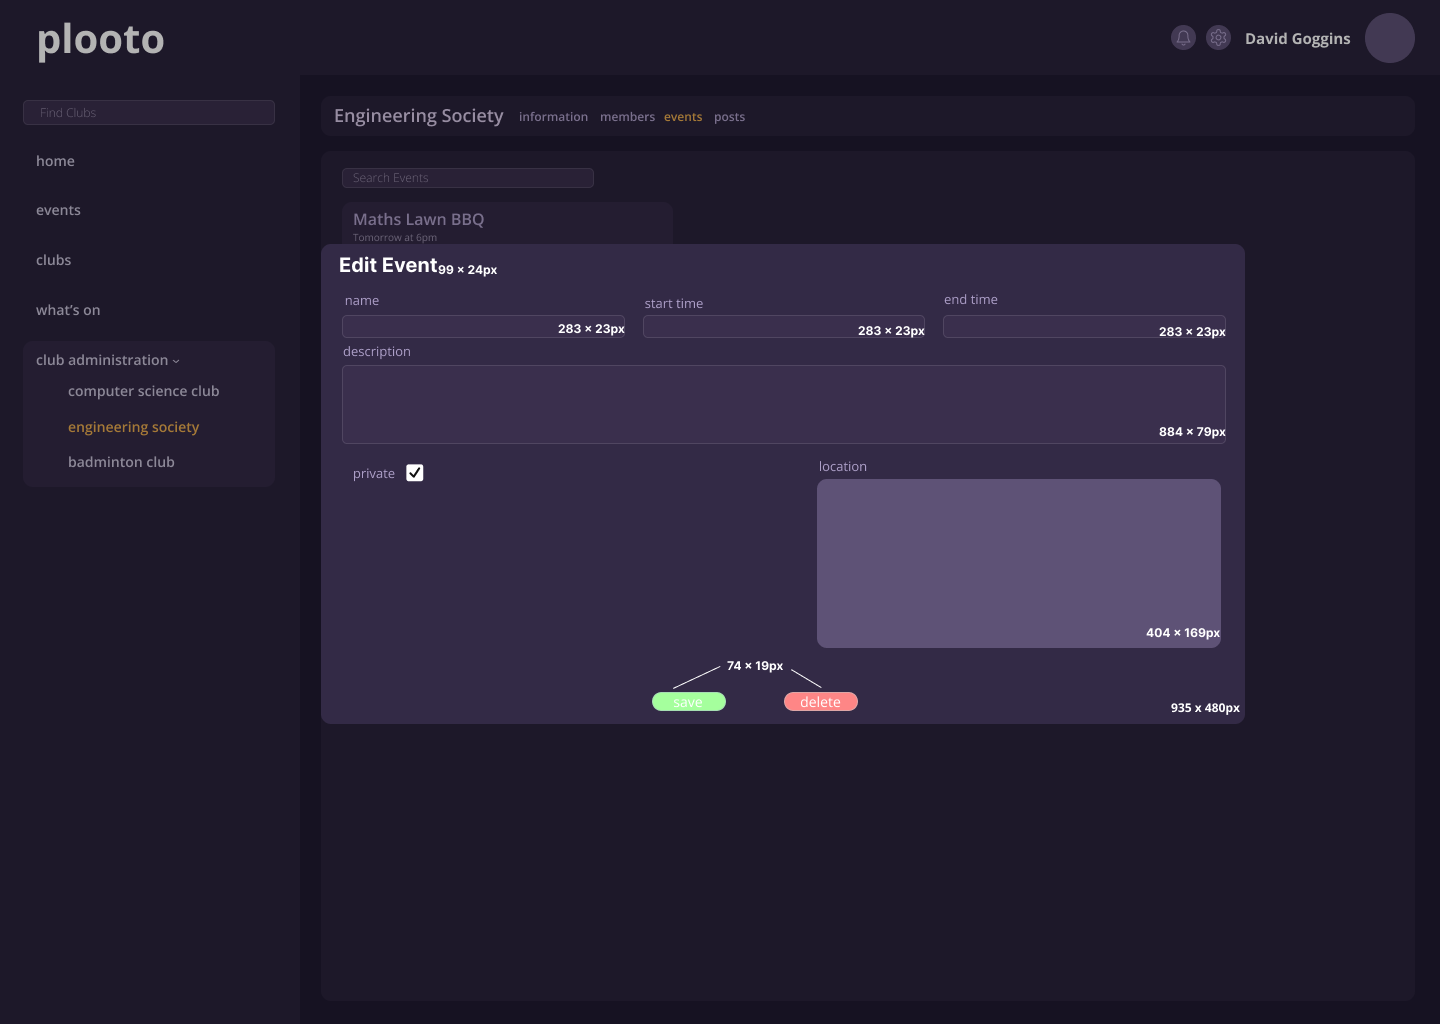 plooto
David Goggins
Find Clubs
home
events
clubs
what's on
club administration
computer science club
engineering society
badminton club
Engineering Society information members events posts
Search Events
Maths Lawn BBQ
Tomorrow at 6pm
Edit Event 99 × 24px
name start time end time
283 × 23px 283 × 23px 283 × 23px
description
884 × 79px
private location
404 × 169px
74 × 19px
save delete
935 x 480px